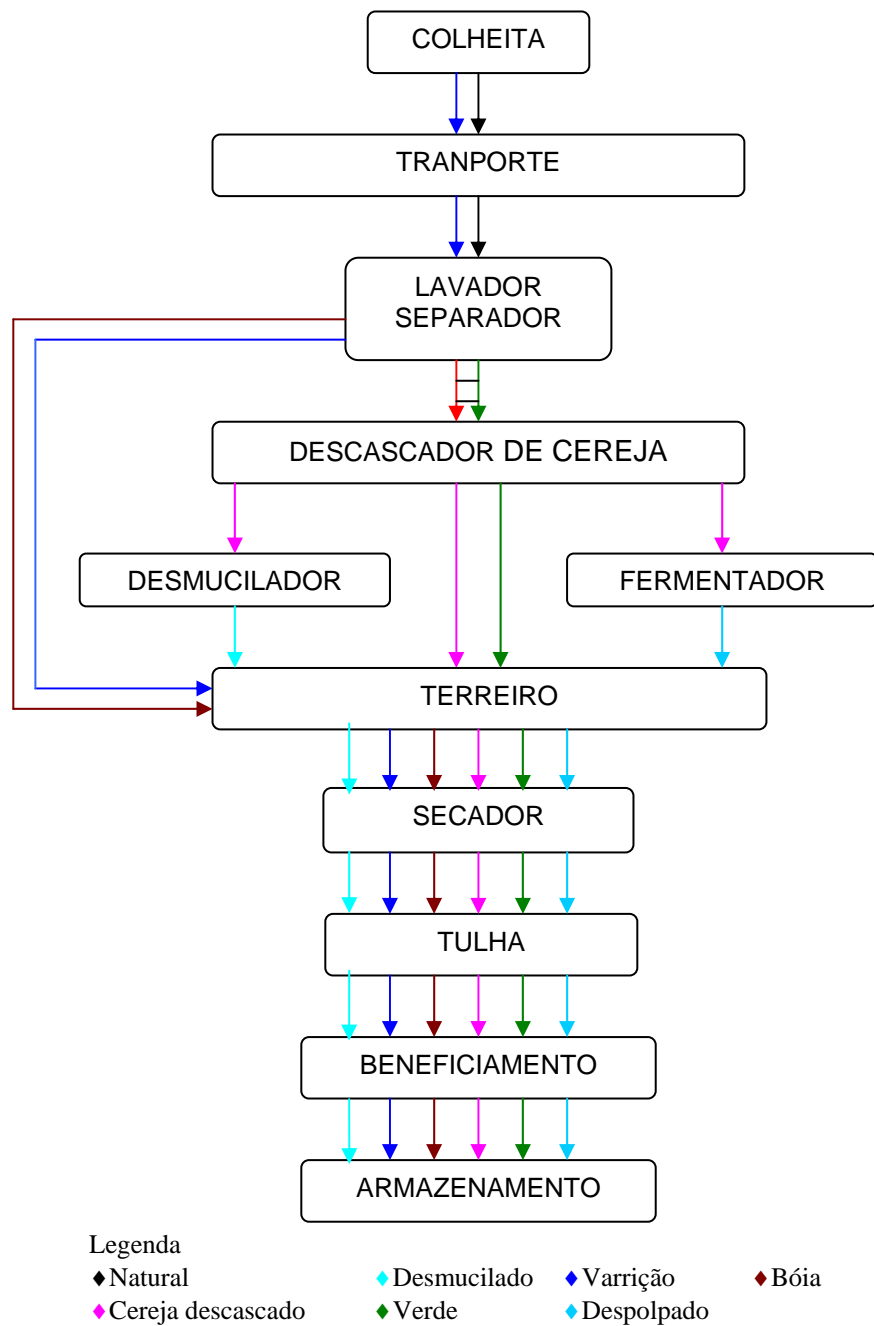 COLHEITA
TRANPORTE
LAVADOR
SEPARADOR
DESCASCADOR DE CEREJA
DESMUCILADOR
FERMENTADOR
TERREIRO
SECADOR
TULHA
BENEFICIAMENTO
ARMAZENAMENTO
Legenda
Natural Desmucilado Varrição Bóia
Cereja descascado Verde Despolpado